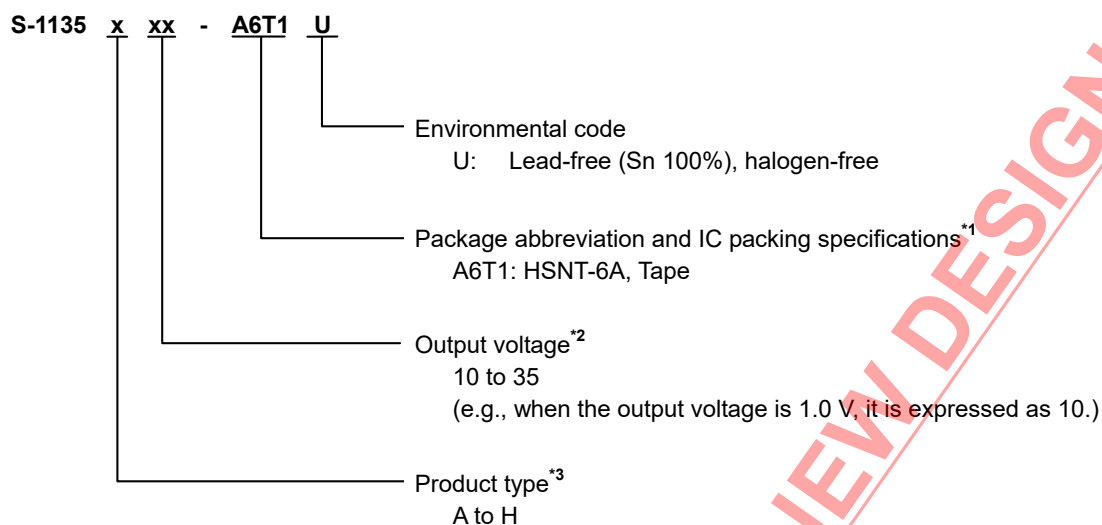 S-1135 x xx - A6T1 U
Environmental code
U: Lead-free (Sn 100%), halogen-free
Package abbreviation and IC packing specifications*1
A6T1: HSNT-6A, Tape
Output voltage*2
10 to 35
(e.g., when the output voltage is 1.0 V, it is expressed as 10.)
Product type*3
A to H
NEW DESIGN